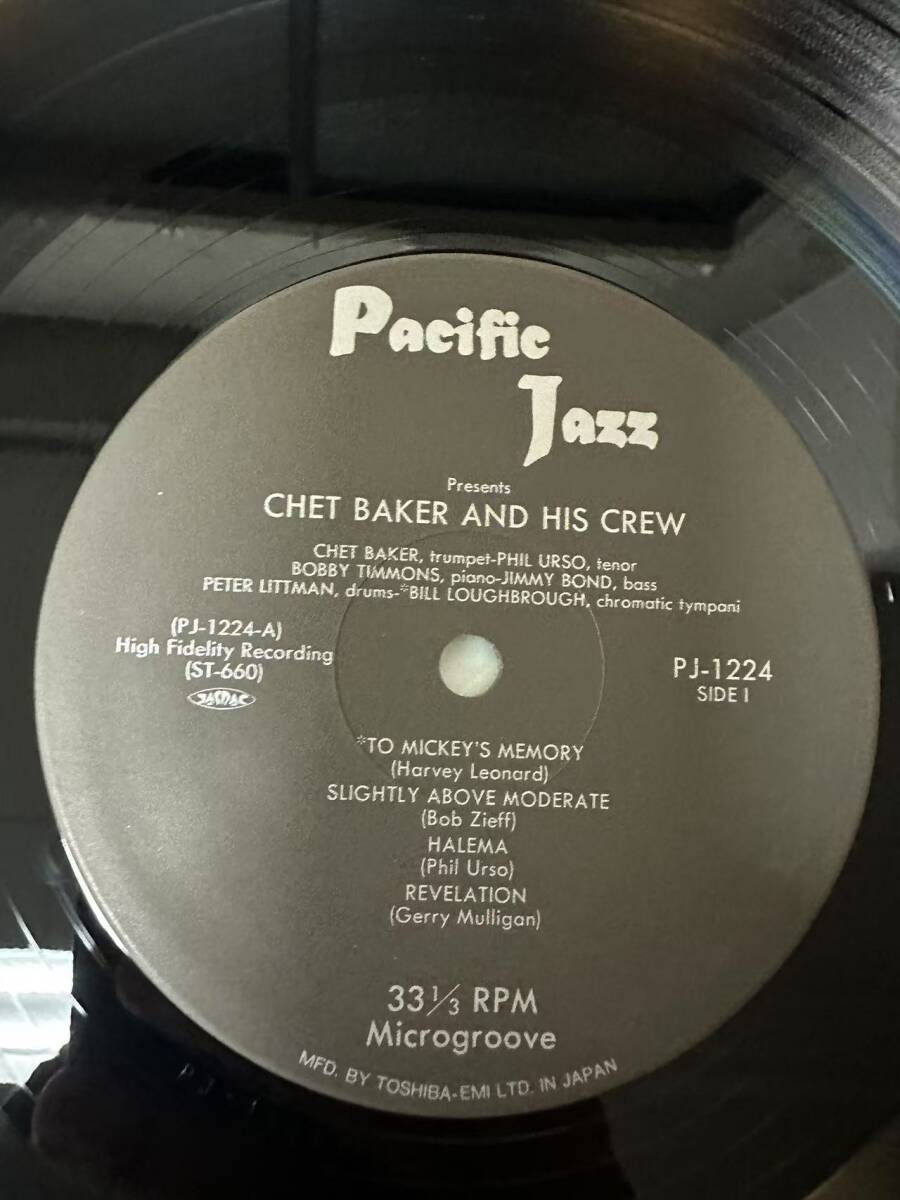 Pacific
Jazz
Presents
CHET BAKER AND HIS CREW
CHET BAKER, trumpet-PHIL URSO, tenor
BOBBY TIMMONS, piano-JIMMY BOND, bass
PETER LITTMAN, drums-*BILL LOUGHBROUGH, chromatic tympani
(PJ-1224-A)
High Fidelity Recording
(ST-660)
JASRAC
PJ-1224
SIDE I
*TO MICKEY'S MEMORY
(Harvey Leonard)
SLIGHTLY ABOVE MODERATE
(Bob Zieff)
HALEMA
(Phil Urso)
REVELATION
(Gerry Mulligan)
33⅓ RPM
Microgroove
MFD. BY TOSHIBA-EMI LTD. IN JAPAN